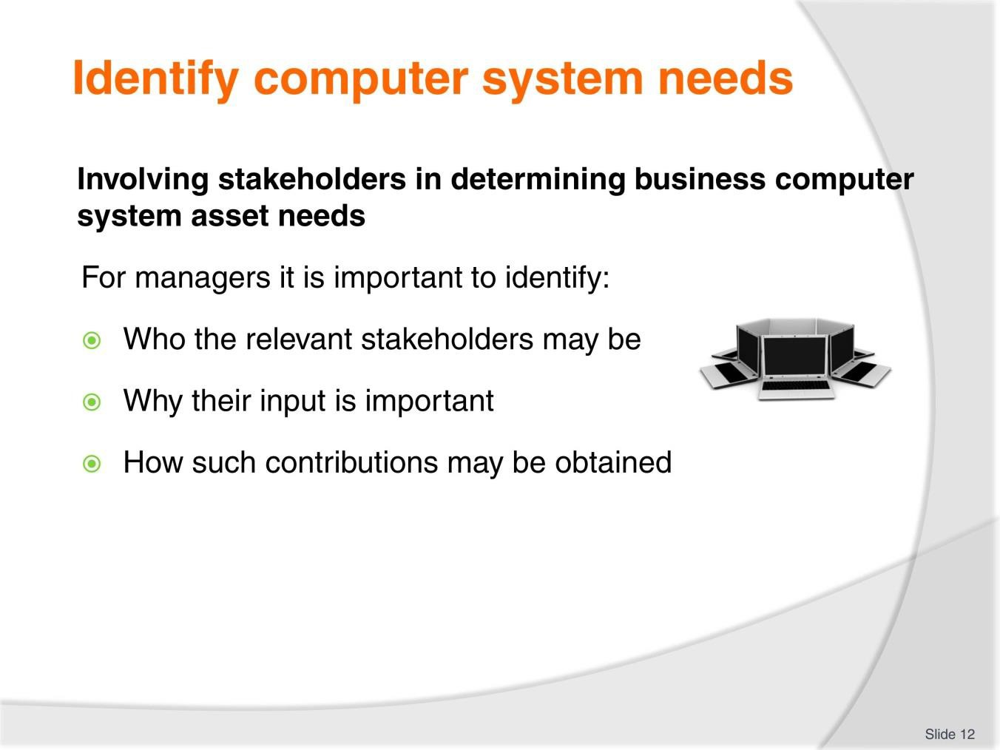 Identify computer system needs
Involving stakeholders in determining business computer
system asset needs
For managers it is important to identify:
Who the relevant stakeholders may be
Why their input is important
How such contributions may be obtained
Slide 12